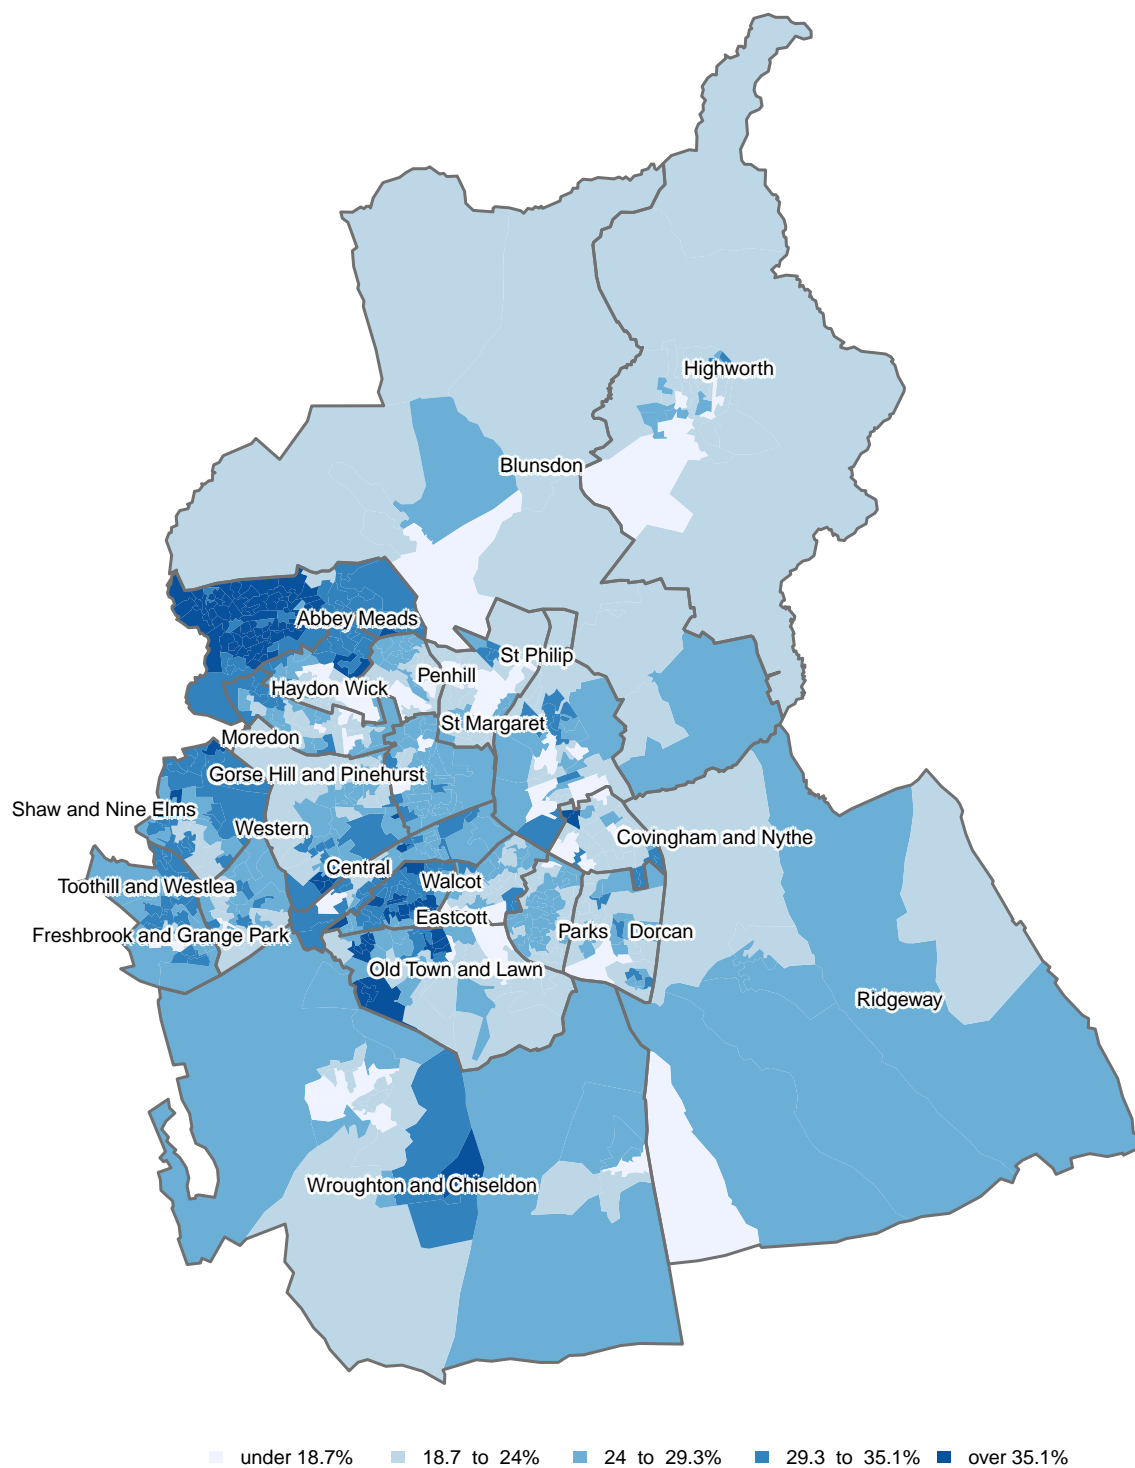 Highworth
Blunsdon
Abbey Meads
St Philip
Penhill
Haydon Wick
St Margaret
Moredon
Gorse Hill and Pinehurst
Shaw and Nine Elms
Western
Covingham and Nythe
Central
Walcot
Toothill and Westlea
Eastcott
Parks
Dorcan
Freshbrook and Grange Park
Old Town and Lawn
Ridgeway
Wroughton and Chiseldon
under 18.7% 18.7 to 24% 24 to 29.3% 29.3 to 35.1% over 35.1%